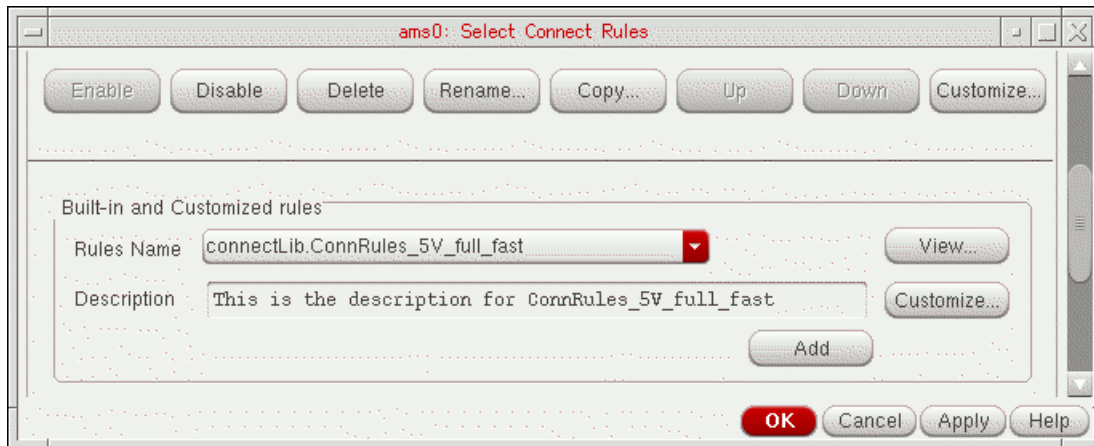 ams0: Select Connect Rules
Enable Disable Delete Rename... Copy... Up Down Customize...
Built-in and Customized rules
Rules Name connectLib.ConnRules_5V_full_fast View...
Description This is the description for ConnRules_5V_full_fast Customize...
Add
OK Cancel Apply Help